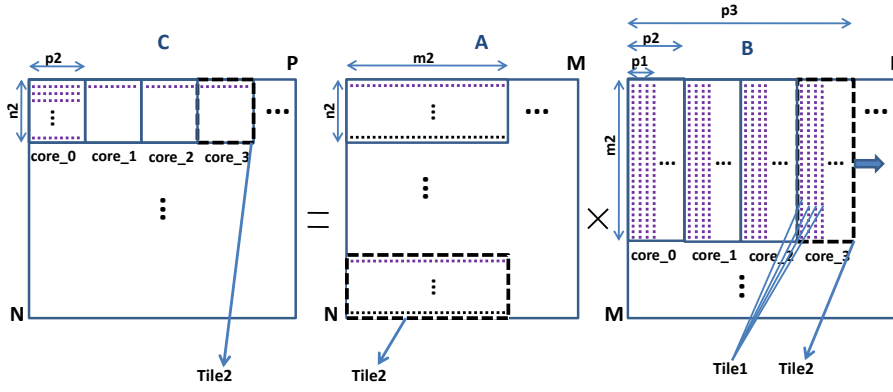 p3
C
A
p2
B
p2
P
m2
M
p1
n2
n2
m2
core_0
core_1
core_2
core_3
core_0
core_1
core_2
core_3
=
×
N
N
M
Tile2
Tile2
Tile1
Tile2